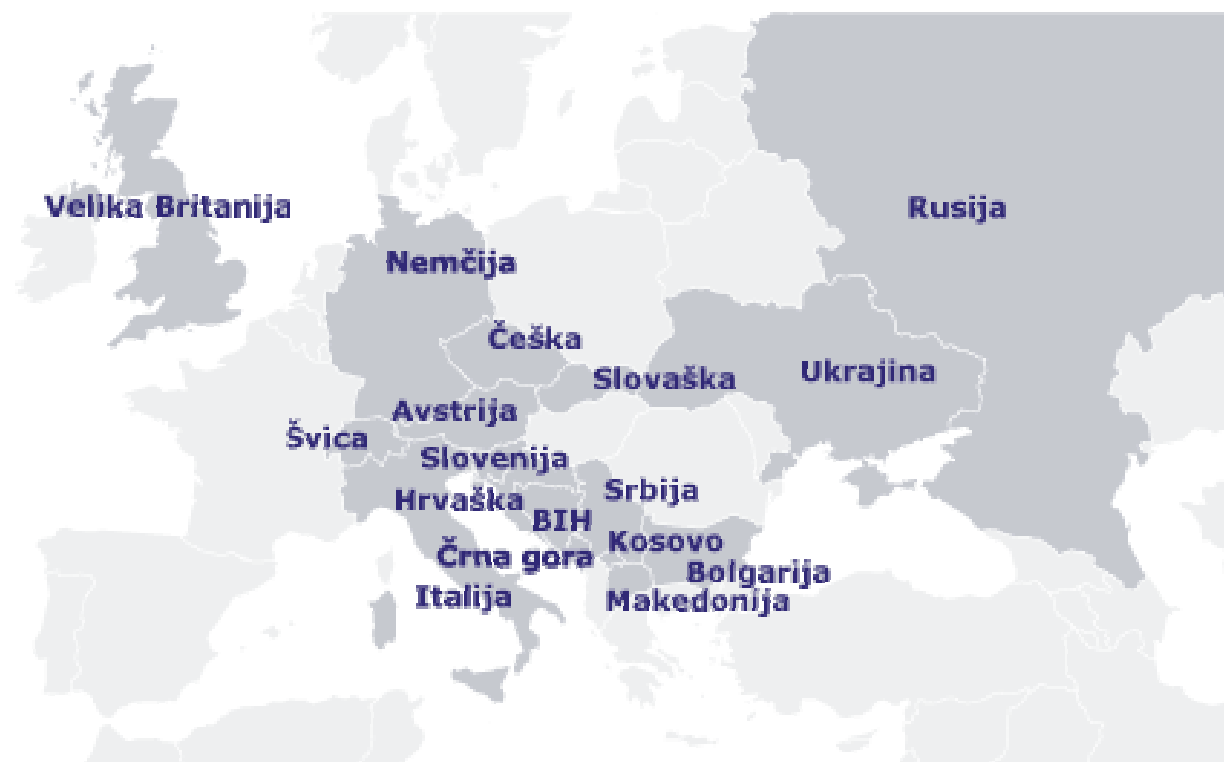 Velika Britanija
Rusija
Nemčija
Češka
Ukrajina
Slovaška
Avstrija
Švica
Slovenija
Srbija
Hrvaška
BIH
Kosovo
Črna gora
Bolgarija
Italija
Makedonija